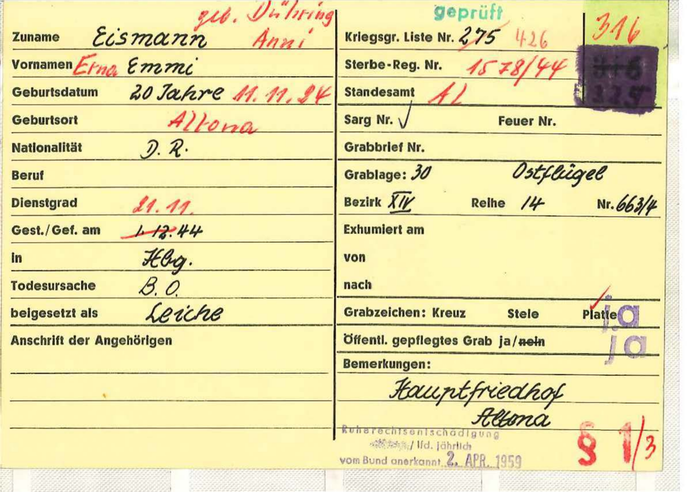 geb. Dühring
Zuname Eismann Anni
Vornamen Erna Emmi
Geburtsdatum 20 Jahre 11.11.24
Geburtsort Altona
Nationalität D. R.
Beruf
Dienstgrad
21.11.
Gest./Gef. am 1.12.44
in Hbg.
Todesursache B. O.
beigesetzt als Leiche
Anschrift der Angehörigen
geprüft
316
Kriegsgr. Liste Nr. 275 426
Sterbe-Reg. Nr. 1578/44
Standesamt Al
Sarg Nr. Feuer Nr.
Grabbrief Nr.
Grablage: 30 Ostflügel
Bezirk XIV Reihe 14 Nr. 663/4
Exhumiert am
von
nach
Grabzeichen: Kreuz Stele Platte ja
Öffentl. gepflegtes Grab ja/nein ja
Bemerkungen:
Hauptfriedhof
Altona
Ruherechtsentschädigung
/ lfd. jährlich
vom Bund anerkannt 2. APR. 1959
§ 1/3